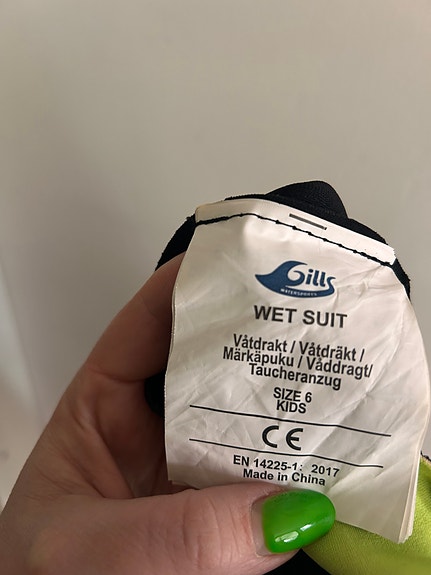 Gills
WATERSPORTS
WET SUIT
Våtdrakt / Våtdräkt /
Märkäpuku / Våddragt/
Taucheranzug
SIZE 6
KIDS
CE
EN 14225-1: 2017
Made in China